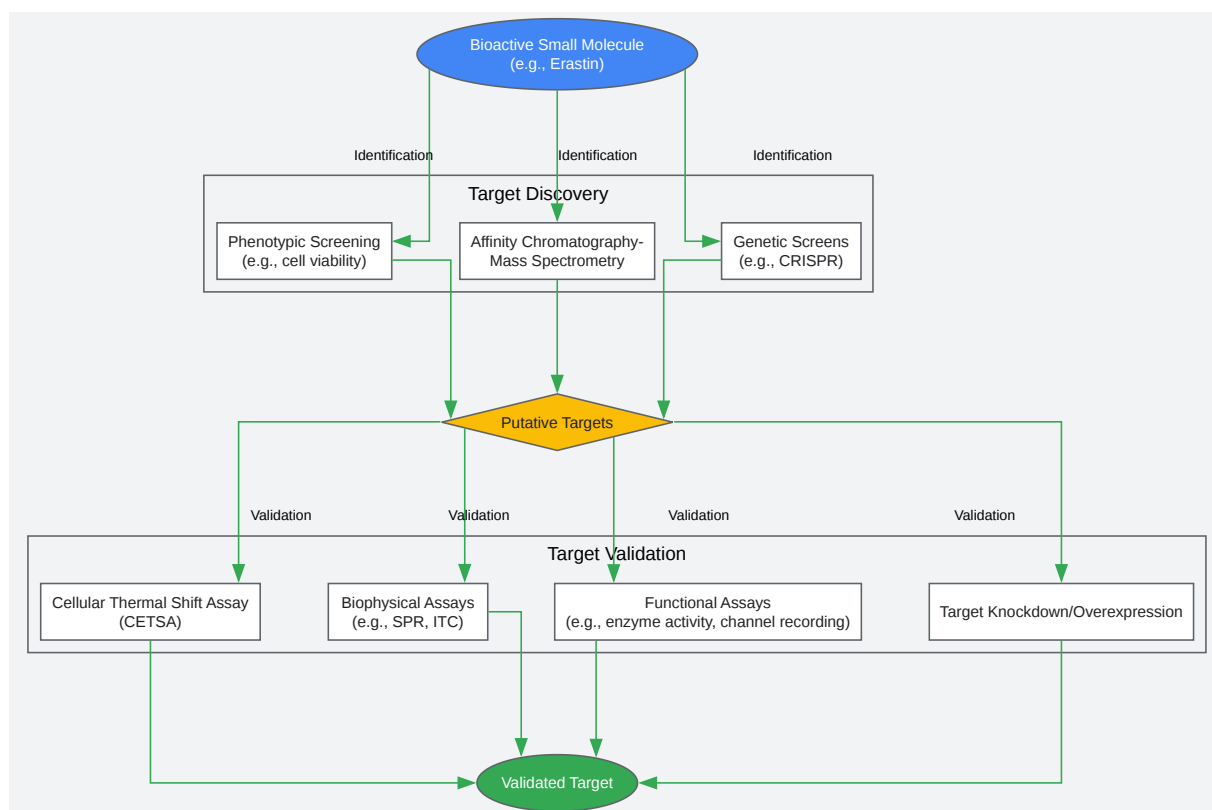 Bioactive Small Molecule
(e.g., Erastin)
Identification
Identification
Identification
Target Discovery
Phenotypic Screening
(e.g., cell viability)
Affinity Chromatography-
Mass Spectrometry
Genetic Screens
(e.g., CRISPR)
Putative Targets
Validation
Validation
Validation
Validation
Target Validation
Cellular Thermal Shift Assay
(CETSA)
Biophysical Assays
(e.g., SPR, ITC)
Functional Assays
(e.g., enzyme activity, channel recording)
Target Knockdown/Overexpression
Validated Target